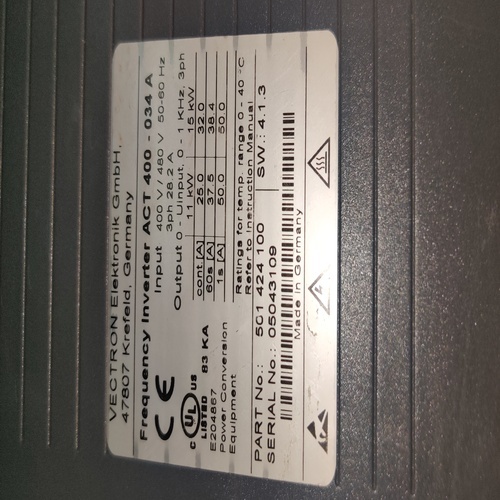 VECTRON Elektronik GmbH,
47807 Krefeld, Germany
Frequency Inverter ACT 400 - 034 A
Input 400 V / 480 V 50-60 Hz
3ph 28.2 A
Output 0 - Uinput; 0 - 1 KHz, 3ph
11 kW 15 kW
cont. [A] 25.0 32.0
60s [A] 37.5 38.4
1s [A] 50.0 50.0
C UL US
LISTED 83 KA
E204867
Power Conversion
Equipment
Ratings for temp. range 0 - 40 °C
Refer to Instruction Manual
PART No.: 501 424 100 SW.: 4.1.3
SERIAL No.: 05043109
Made in Germany